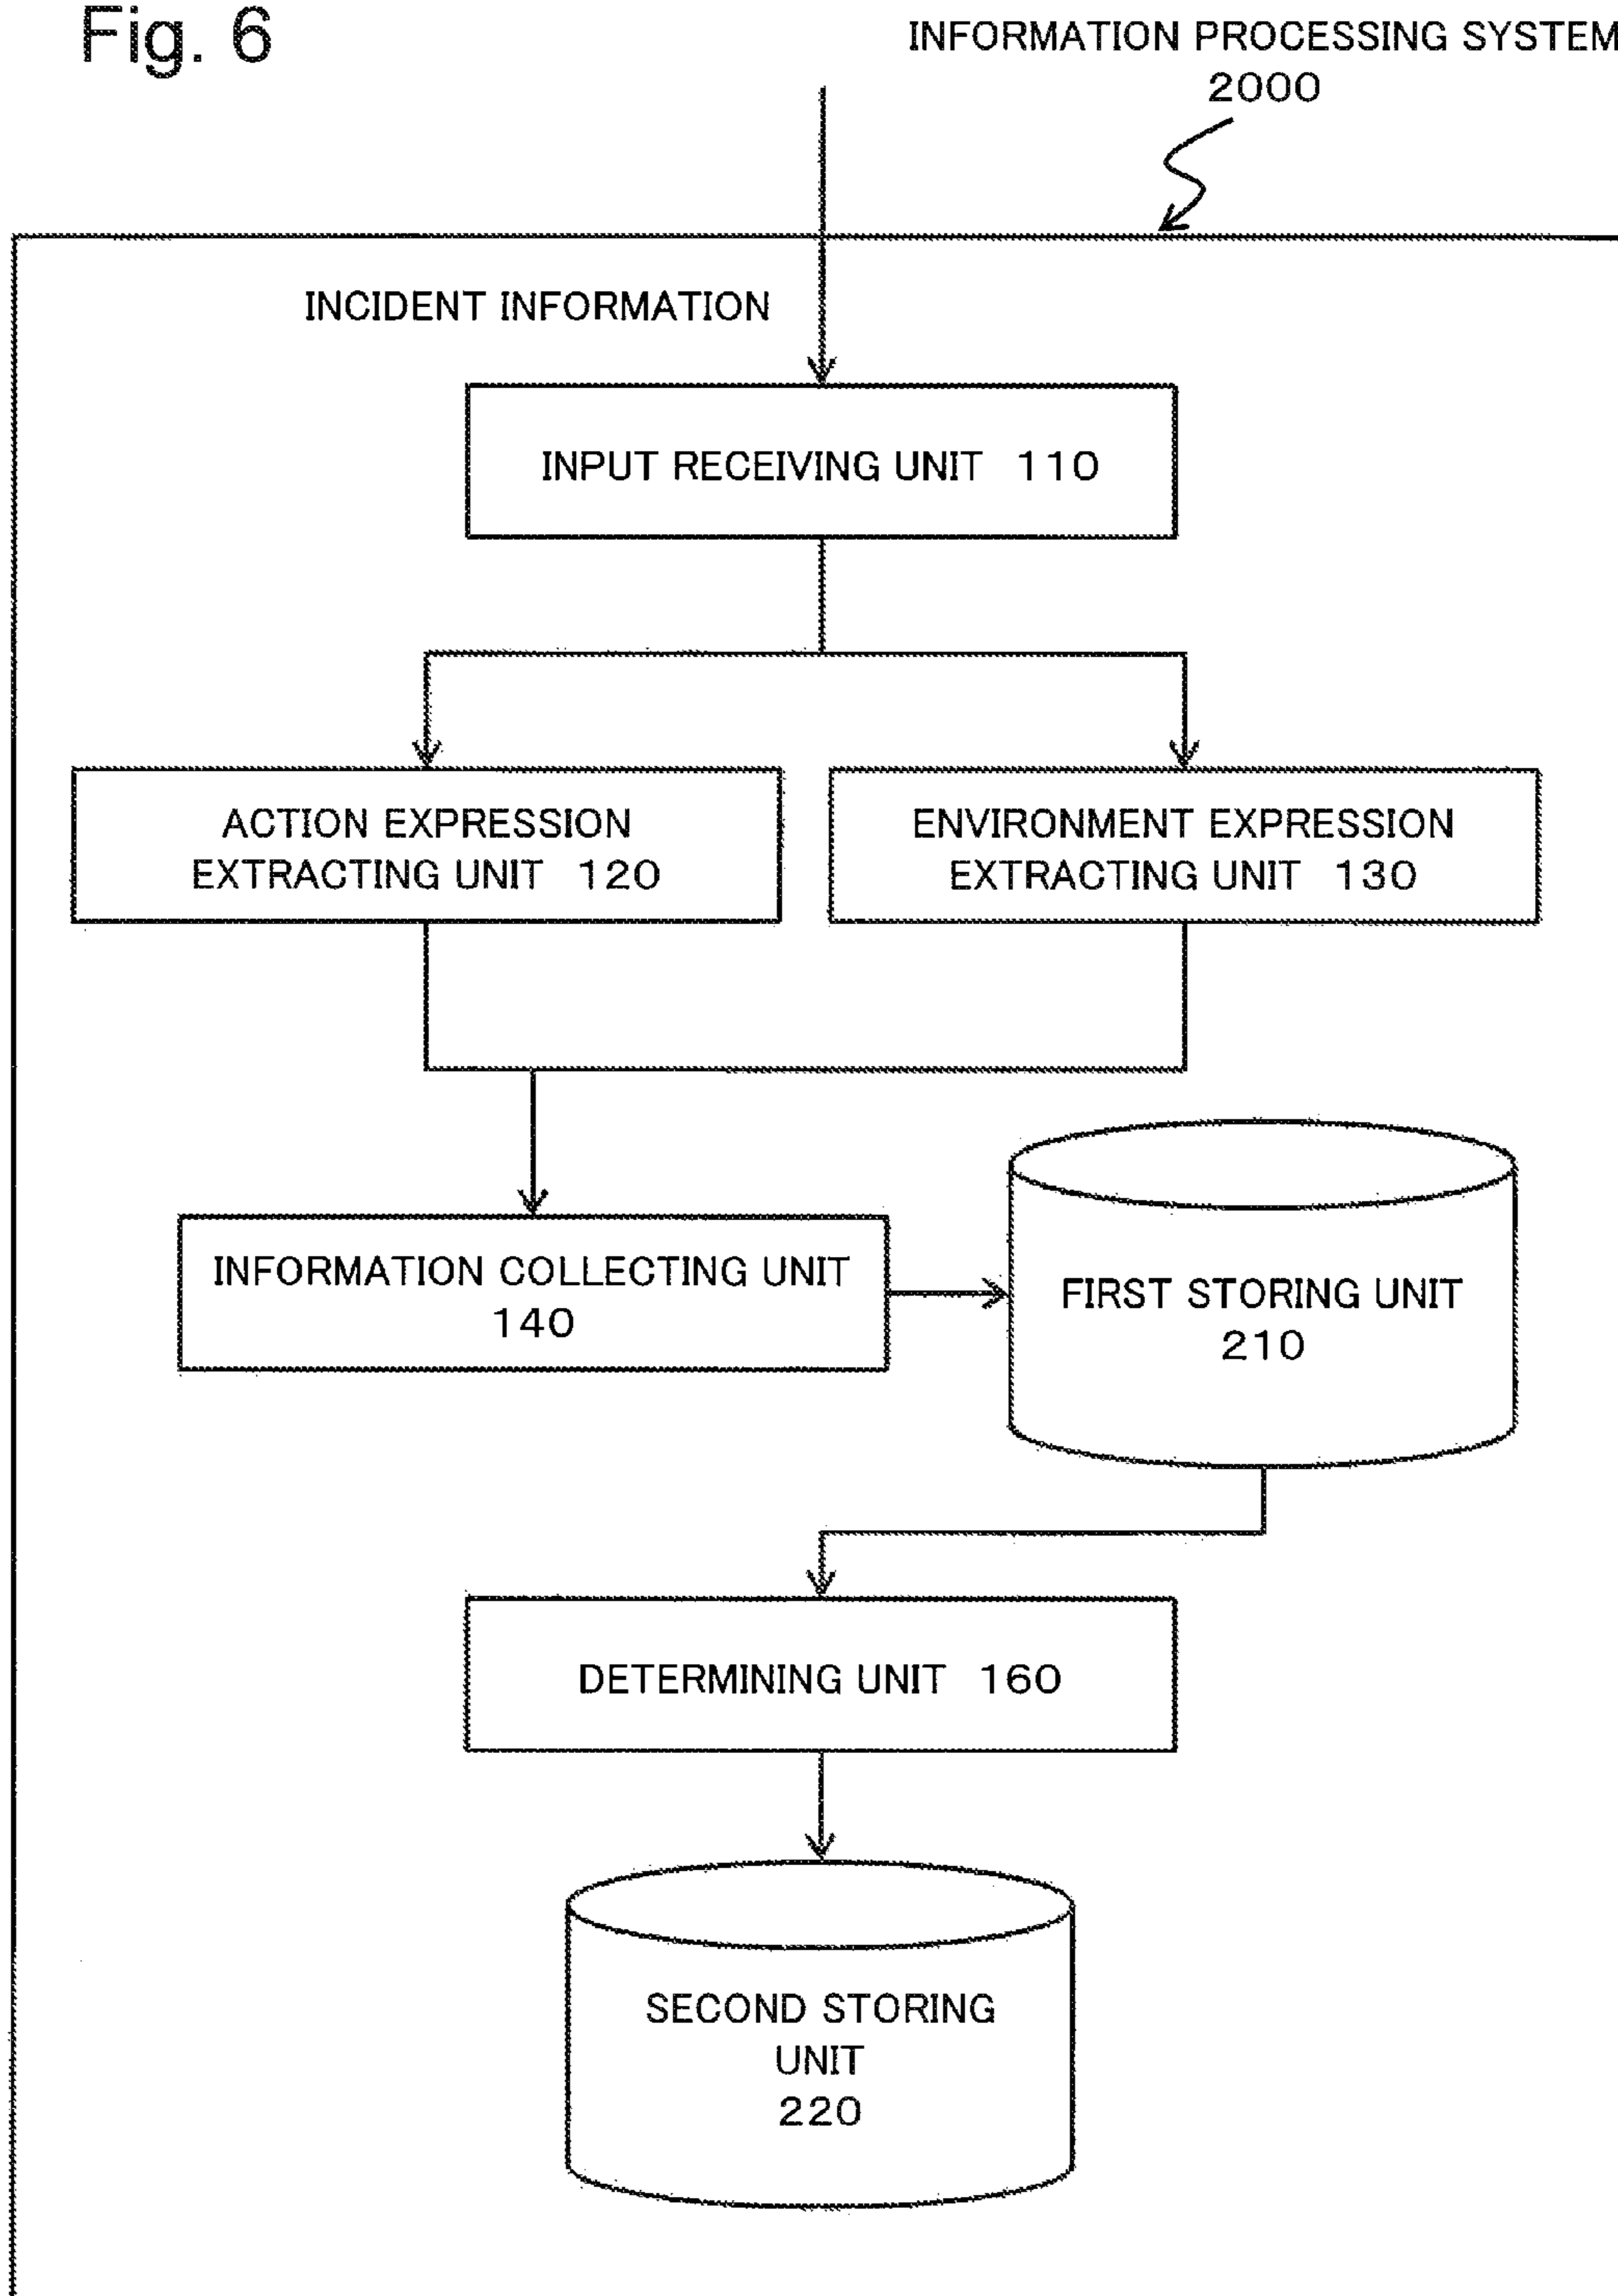 Fig. 6
INFORMATION PROCESSING SYSTEM
2000
INCIDENT INFORMATION
INPUT RECEIVING UNIT 110
ACTION EXPRESSION
EXTRACTING UNIT 120
ENVIRONMENT EXPRESSION
EXTRACTING UNIT 130
INFORMATION COLLECTING UNIT
140
FIRST STORING UNIT
210
DETERMINING UNIT 160
SECOND STORING
UNIT
220